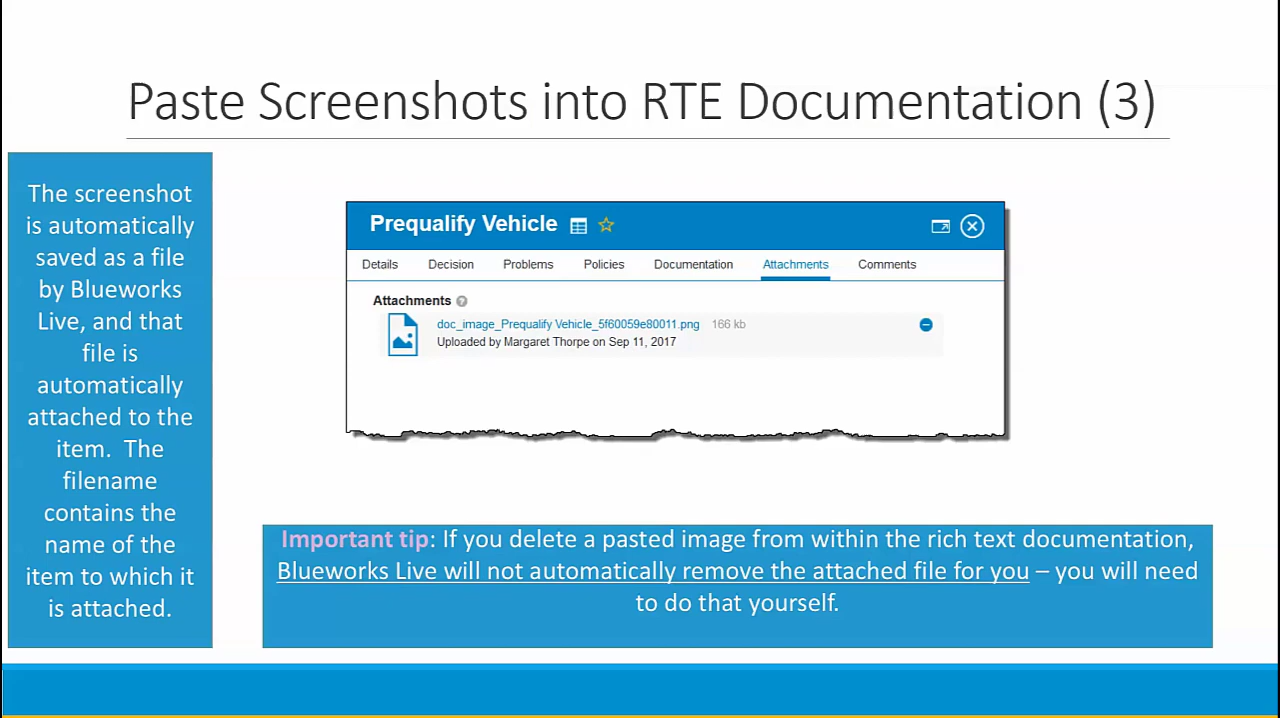 Paste Screenshots into RTE Documentation (3)
The screenshot
is automatically
saved as a file
by Blueworks
Live, and that
file is
automatically
attached to the
item.  The
filename
contains the
name of the
item to which it
is attached.
Prequalify Vehicle
Details Decision Problems Policies Documentation Attachments Comments
Attachments ?
doc_image_Prequalify Vehicle_5f60059e80011.png 166 kb
Uploaded by Margaret Thorpe on Sep 11, 2017
Important tip: If you delete a pasted image from within the rich text documentation,
Blueworks Live will not automatically remove the attached file for you – you will need
to do that yourself.